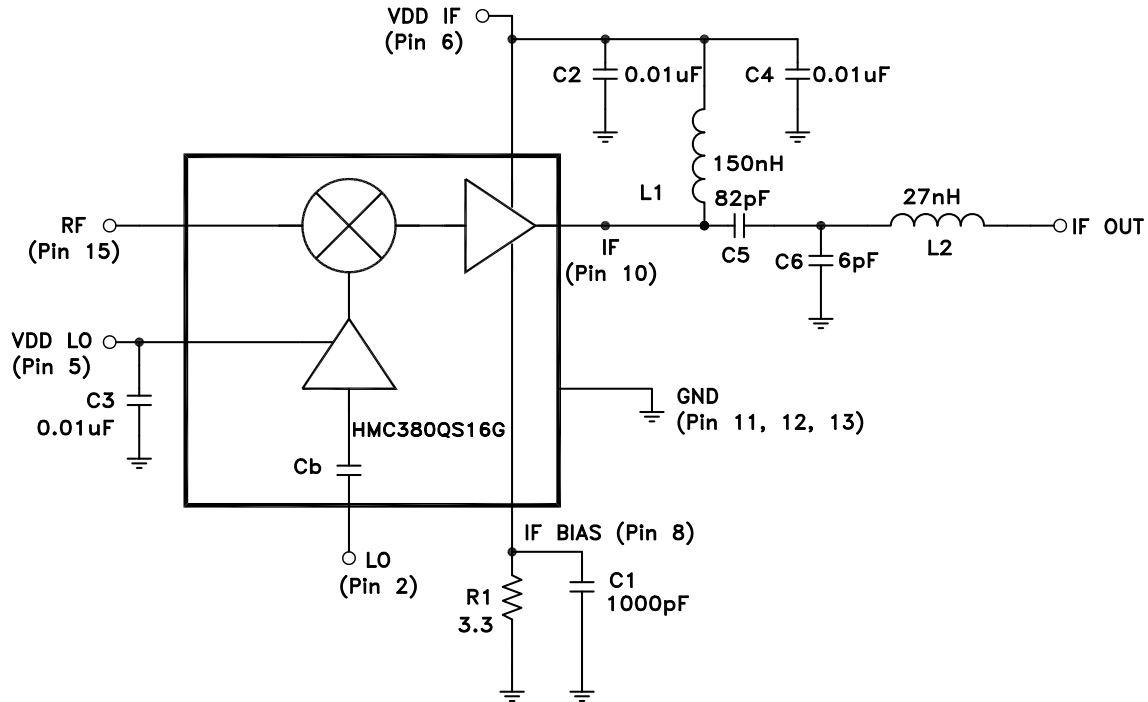 VDD IF
(Pin 6)
C2
0.01uF
C4
0.01uF
150nH
L1
82pF
C5
27nH
L2
IF OUT
RF
(Pin 15)
IF
(Pin 10)
C6
6pF
VDD LO
(Pin 5)
C3
0.01uF
GND
(Pin 11, 12, 13)
HMC380QS16G
Cb
LO
(Pin 2)
IF BIAS (Pin 8)
R1
3.3
C1
1000pF